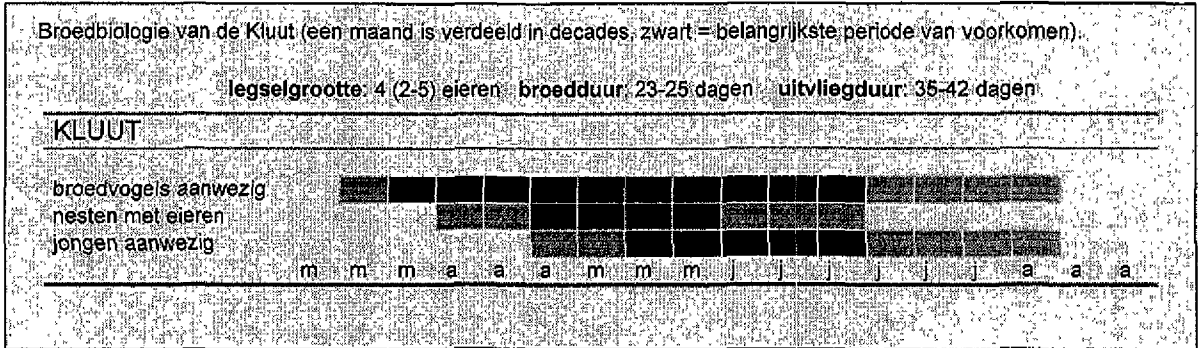 Broedbiologie van de Kluut (een maand is verdeeld in decades, zwart = belangrijkste periode van voorkomen).
legselgrootte: 4 (2-5) eieren broedduur: 23-25 dagen uitvliegduur: 35-42 dagen
KLUUT
broedvogels aanwezig
nesten met eieren
jongen aanwezig
m m m a a a m m m j j j j j j a a a